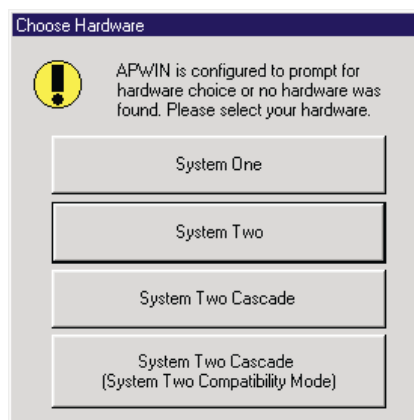 Choose Hardware
APWIN is configured to prompt for
hardware choice or no hardware was
found. Please select your hardware.
System One
System Two
System Two Cascade
System Two Cascade
(System Two Compatibility Mode)